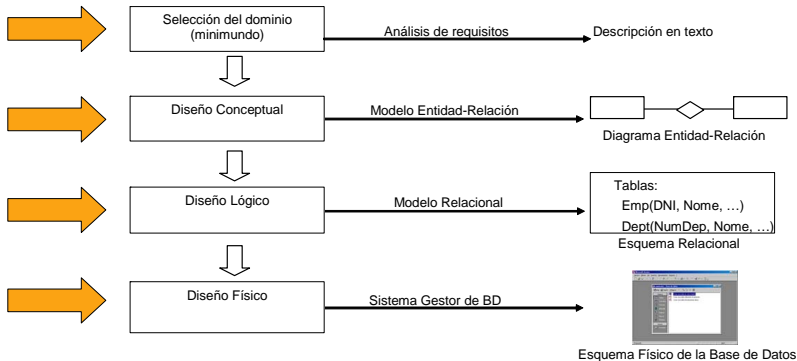 Selección del dominio
(minimundo)
Análisis de requisitos
Descripción en texto
Diseño Conceptual
Modelo Entidad-Relación
Diagrama Entidad-Relación
Diseño Lógico
Modelo Relacional
Tablas:
Emp(DNI, Nome, …)
Dept(NumDep, Nome, …)
Esquema Relacional
Diseño Físico
Sistema Gestor de BD
Esquema Físico de la Base de Datos